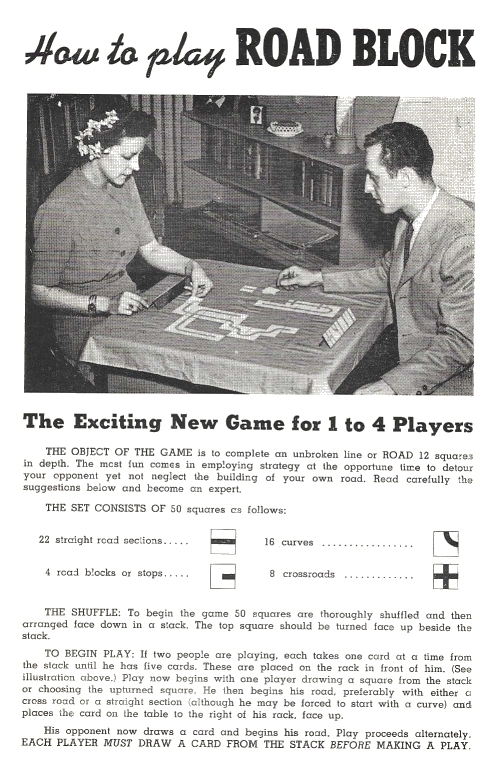 How to play ROAD BLOCK
The Exciting New Game for 1 to 4 Players
THE OBJECT OF THE GAME is to complete an unbroken line or ROAD 12 squares
in depth. The most fun comes in employing strategy at the opportune time to detour
your opponent yet not neglect the building of your own road. Read carefully the
suggestions below and become an expert.
THE SET CONSISTS OF 50 squares as follows:
22 straight road sections.....
16 curves .................
4 road blocks or stops.....
8 crossroads ............
THE SHUFFLE: To begin the game 50 squares are thoroughly shuffled and then
arranged face down in a stack. The top square should be turned face up beside the
stack.
TO BEGIN PLAY: If two people are playing, each takes one card at a time from
the stack until he has five cards. These are placed on the rack in front of him. (See
illustration above.) Play now begins with one player drawing a square from the stack
or choosing the upturned square. He then begins his road, preferably with either a
cross road or a straight section (although he may be forced to start with a curve) and
places the card on the table to the right of his rack, face up.
His opponent now draws a card and begins his road. Play proceeds alternately.
EACH PLAYER MUST DRAW A CARD FROM THE STACK BEFORE MAKING A PLAY.